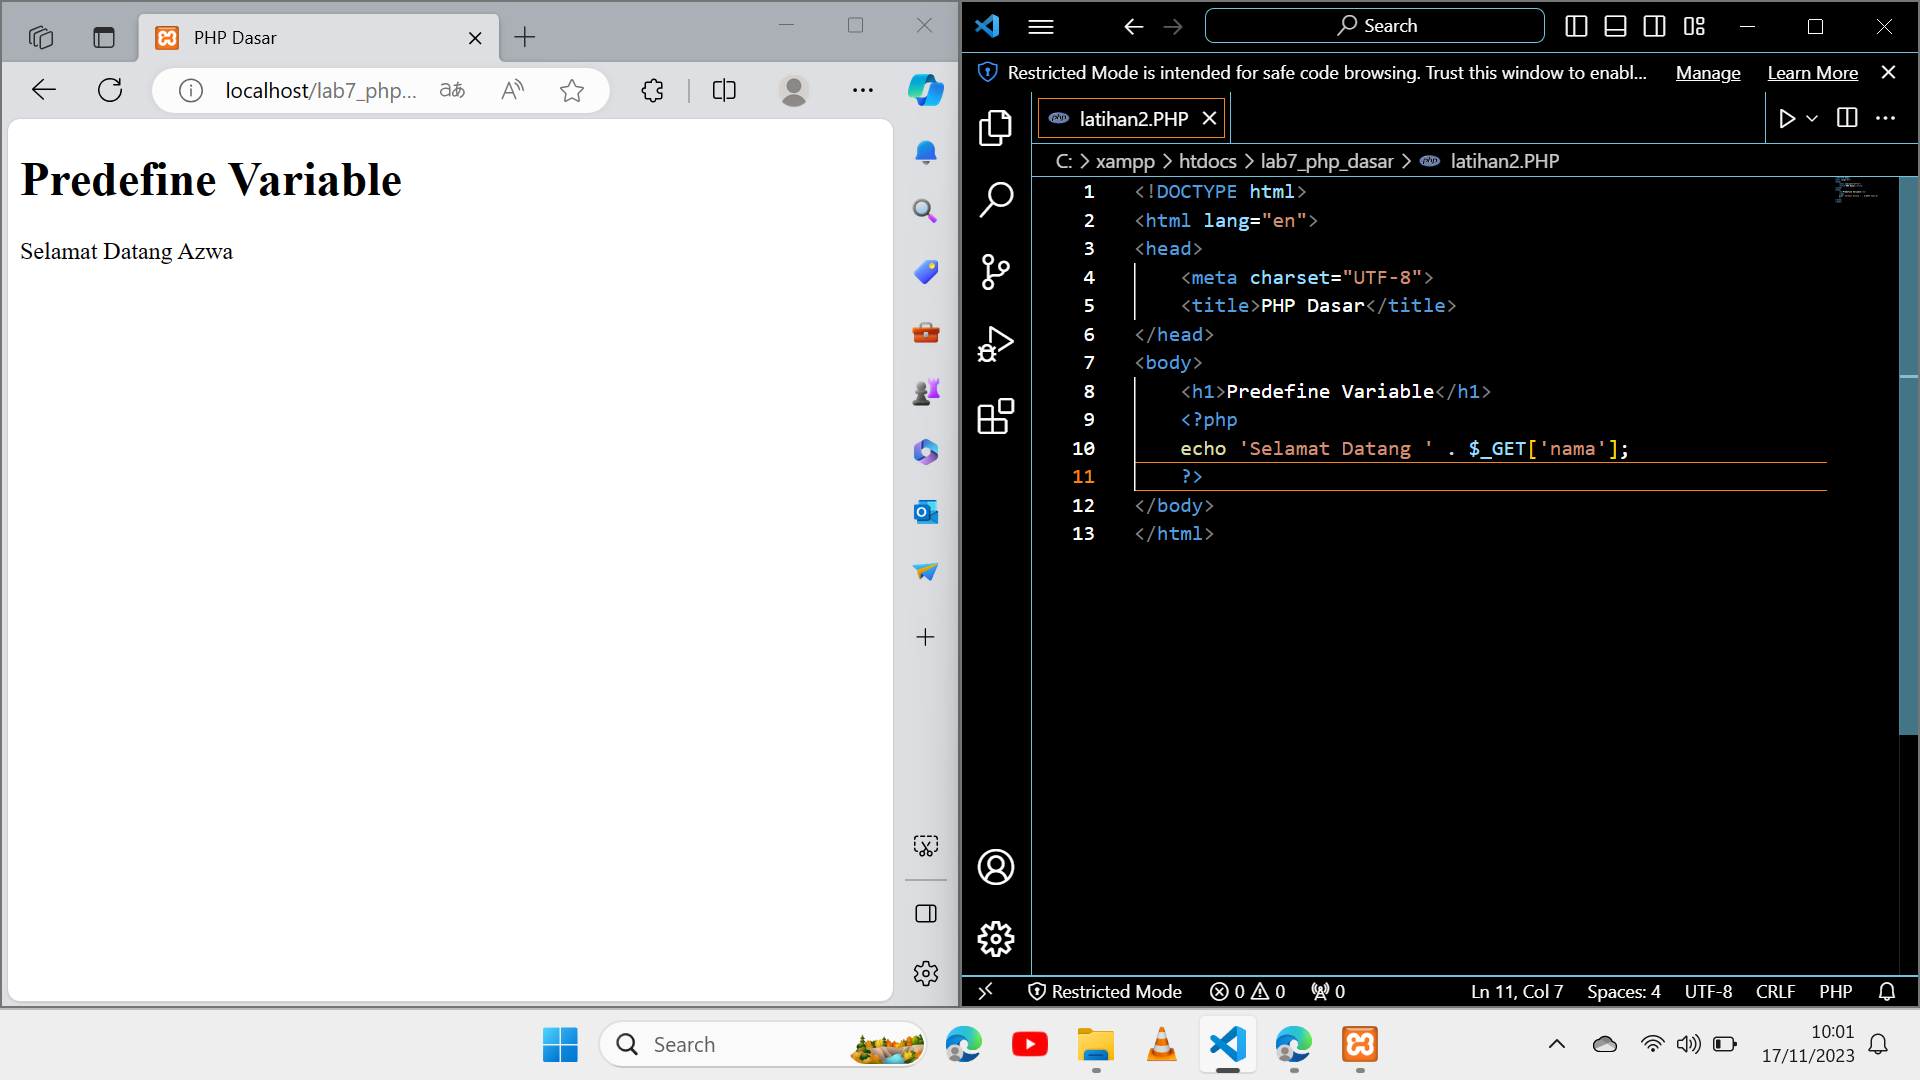 PHP Dasar
localhost/lab7_php...
Predefine Variable
Selamat Datang Azwa
Search
Restricted Mode is intended for safe code browsing. Trust this window to enabl... Manage Learn More
latihan2.PHP
C: > xampp > htdocs > lab7_php_dasar > latihan2.PHP
1 <!DOCTYPE html>
2 <html lang="en">
3 <head>
4 <meta charset="UTF-8">
5 <title>PHP Dasar</title>
6 </head>
7 <body>
8 <h1>Predefine Variable</h1>
9 <?php
10 echo 'Selamat Datang ' . $_GET['nama'];
11 ?>
12 </body>
13 </html>
Restricted Mode 0 0 0 Ln 11, Col 7 Spaces: 4 UTF-8 CRLF PHP
Search
10:01
17/11/2023